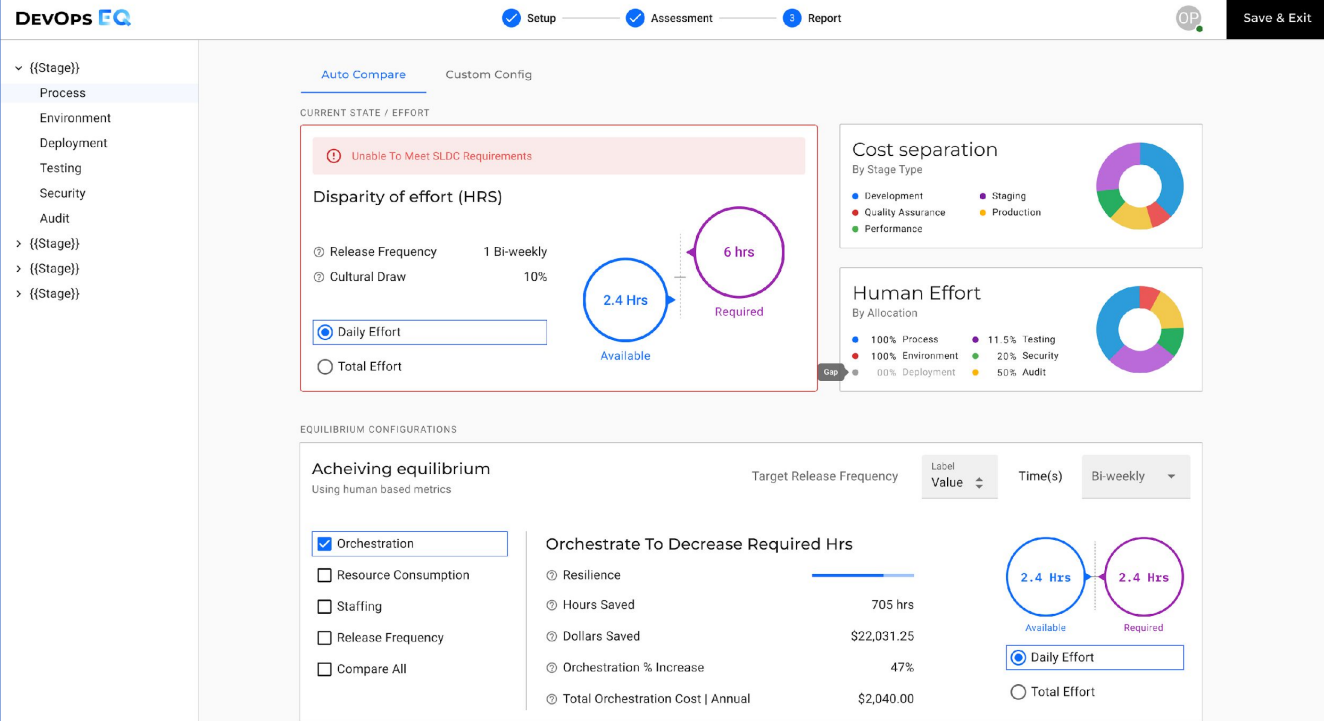 DEVOPS EQ
Setup
Assessment
3 Report
OP
Save & Exit
{{Stage}}
Process
Environment
Deployment
Testing
Security
Audit
{{Stage}}
{{Stage}}
{{Stage}}
Auto Compare
Custom Config
CURRENT STATE / EFFORT
Unable To Meet SLDC Requirements
Disparity of effort (HRS)
Release Frequency 1 Bi-weekly
Cultural Draw 10%
Daily Effort
Total Effort
2.4 Hrs
Available
6 hrs
Required
Cost separation
By Stage Type
Development
Staging
Quality Assurance
Production
Performance
Human Effort
By Allocation
100% Process
11.5% Testing
100% Environment
20% Security
Gap
00% Deployment
50% Audit
EQUILIBRIUM CONFIGURATIONS
Acheiving equilibrium
Using human based metrics
Target Release Frequency
Label
Value
Time(s)
Bi-weekly
Orchestration
Resource Consumption
Staffing
Release Frequency
Compare All
Orchestrate To Decrease Required Hrs
Resilience
Hours Saved 705 hrs
Dollars Saved $22,031.25
Orchestration % Increase 47%
Total Orchestration Cost | Annual $2,040.00
2.4 Hrs
Available
2.4 Hrs
Required
Daily Effort
Total Effort